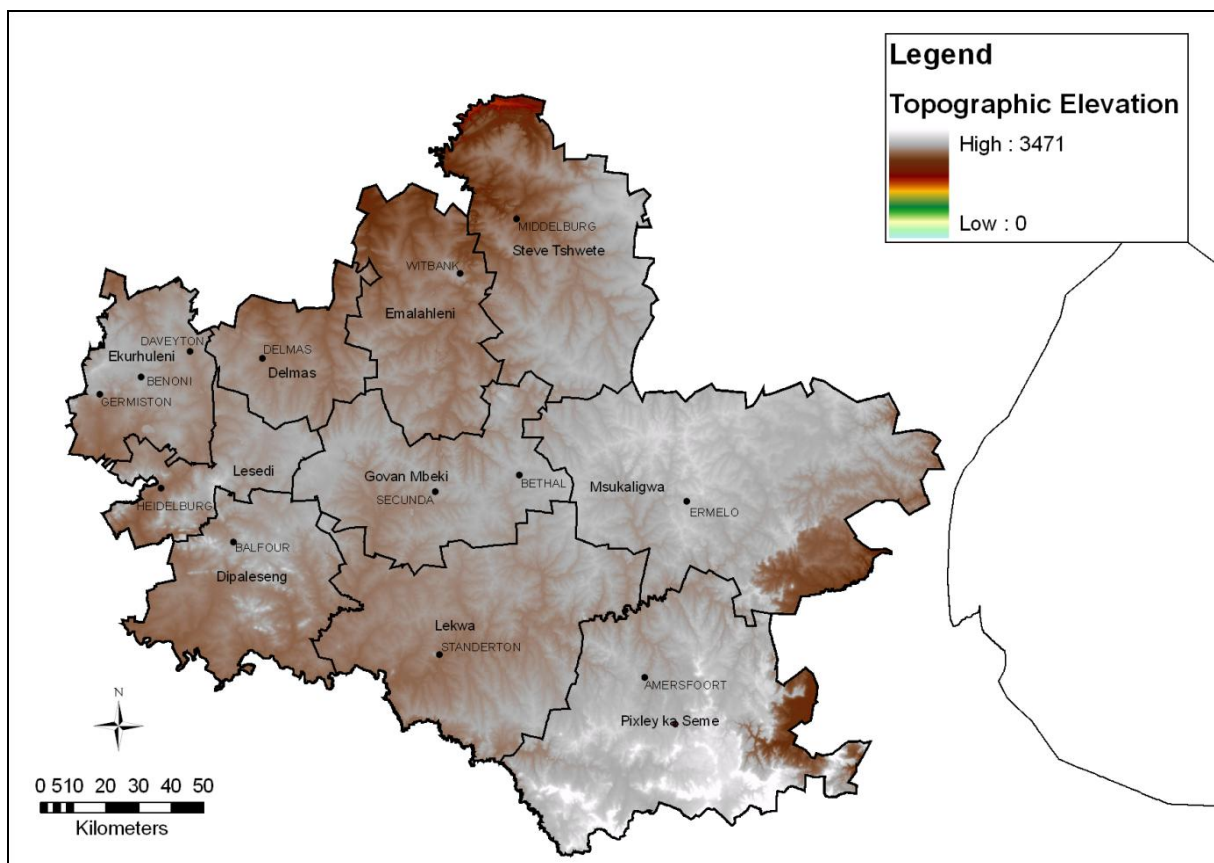 Legend
Topographic Elevation
High : 3471
Low : 0
MIDDELBURG
Steve Tshwete
WITBANK
Emalahleni
DAVEYTON
Ekurhuleni
BENONI
GERMISTON
DELMAS
Delmas
Lesedi
HEIDELBURG
Govan Mbeki
SECUNDA
BETHAL
Msukaligwa
ERMELO
BALFOUR
Dipaleseng
Lekwa
STANDERTON
AMERSFOORT
Pixley ka Seme
N
0 5 10 20 30 40 50
Kilometers